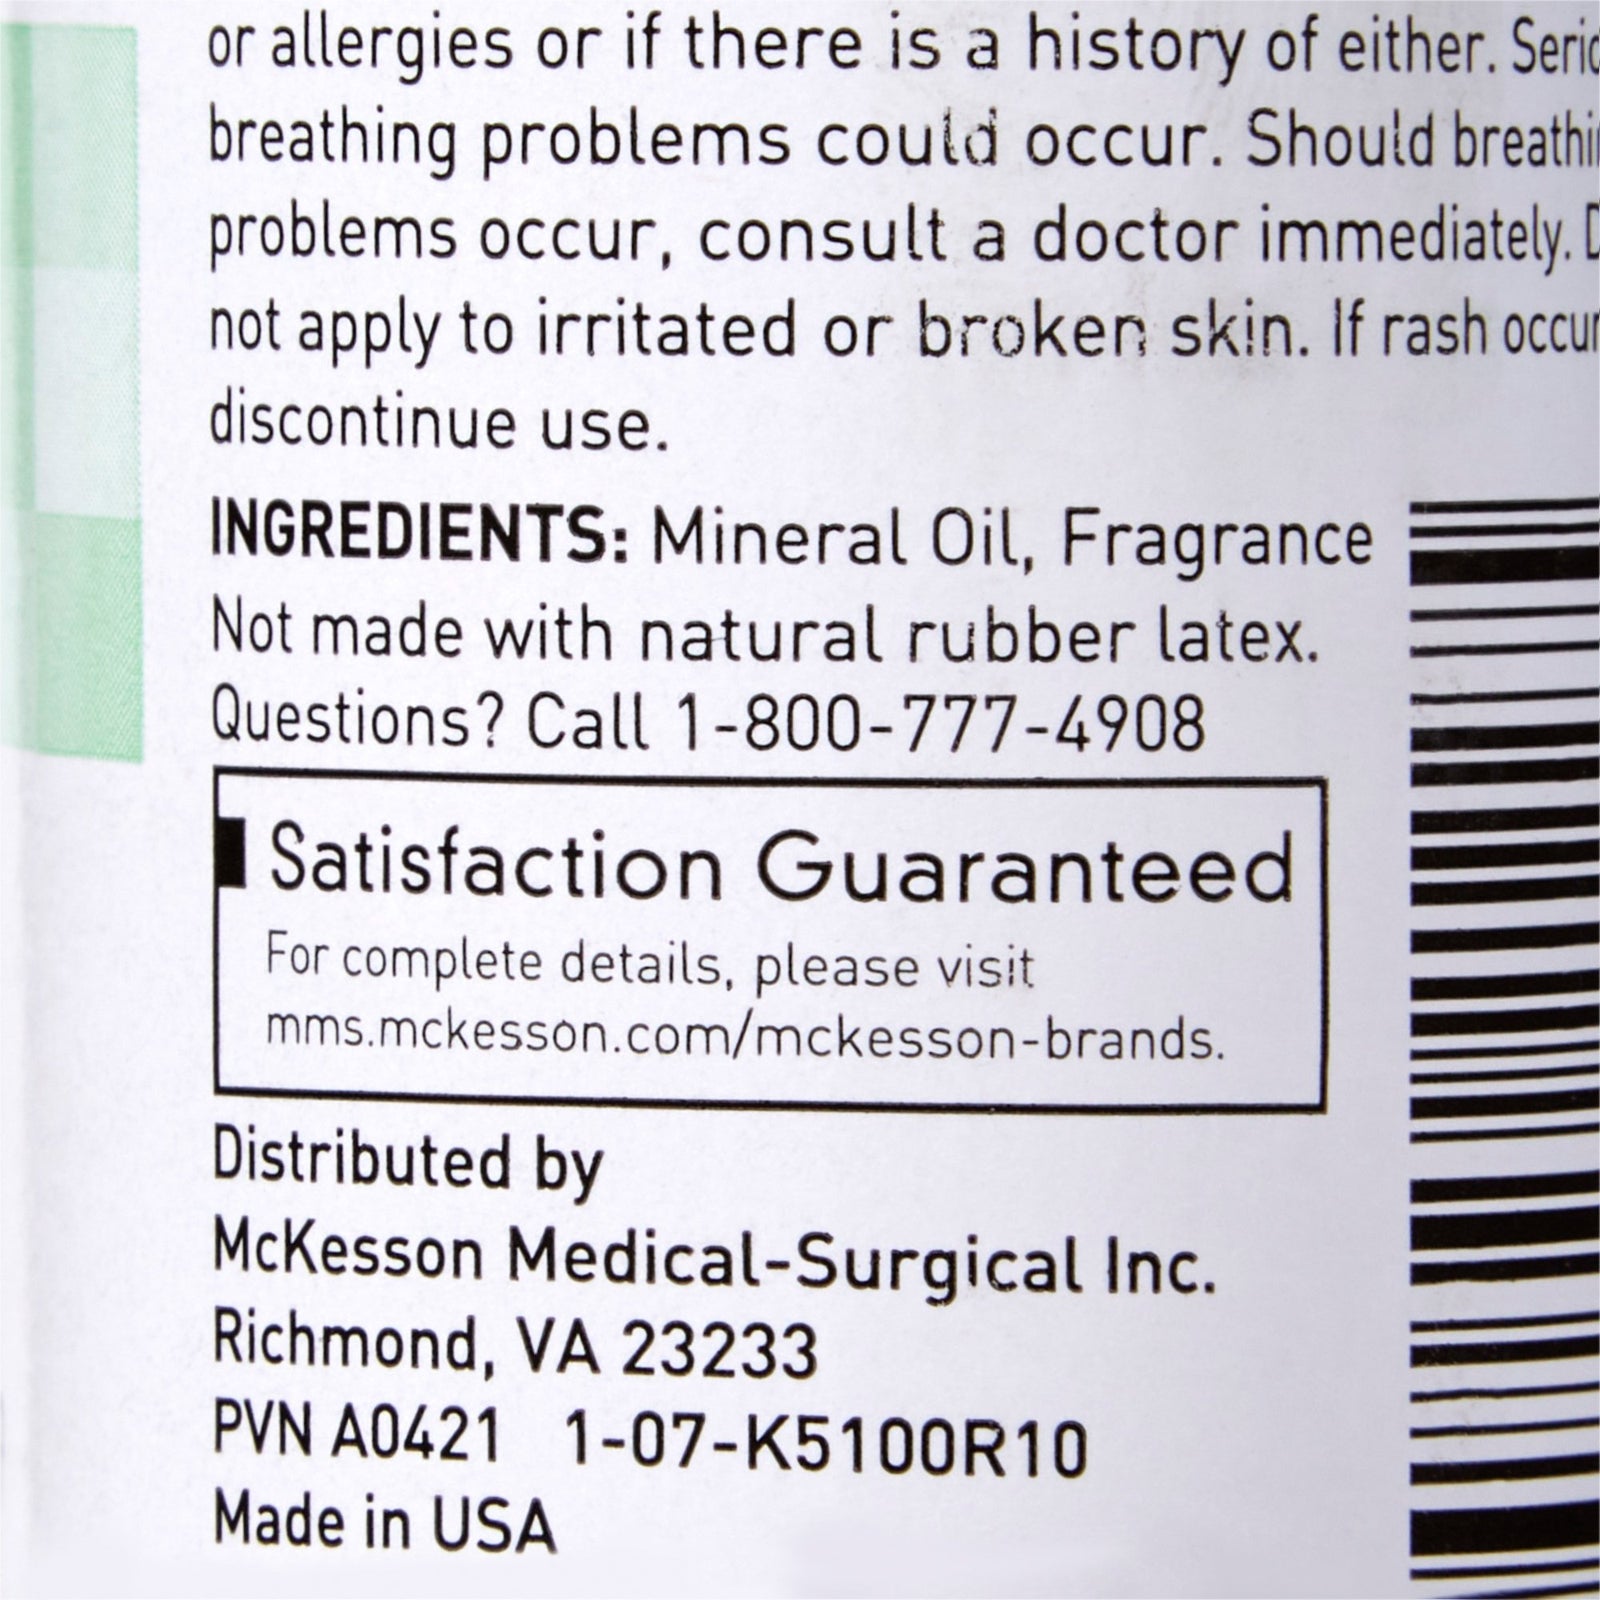 or allergies or if there is a history of either.
breathing problems could occur. Should
problems occur, consult a doctor immediately.
not apply to irritated or broken skin. If rash
discontinue use.
INGREDIENTS: Mineral Oil, Fragrance
Not made with natural rubber latex.
Questions? Call 1-800-777-4908
Satisfaction Guaranteed
For complete details, please visit
mms.mckesson.com/mckesson-brands.
Distributed by
McKesson Medical-Surgical Inc.
Richmond, VA 23233
PVN A0421 1-07-K5100R10
Made in USA